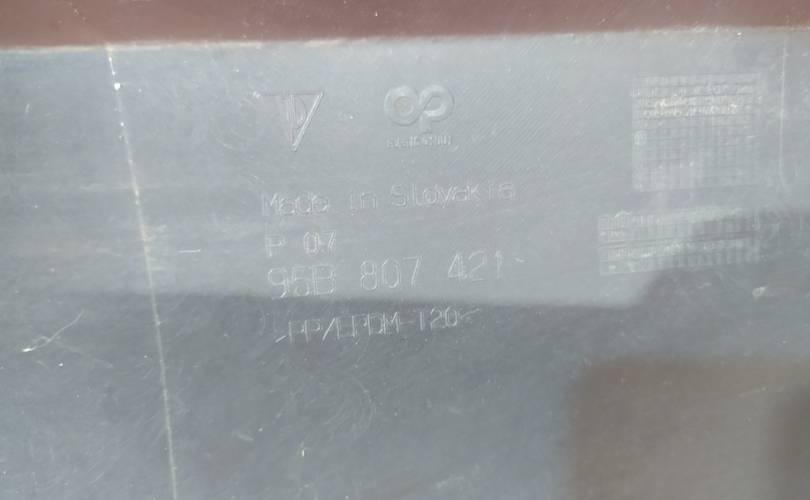 Made in Slovakia
P 07
95B 807 421
>PP/EPDM-T20<